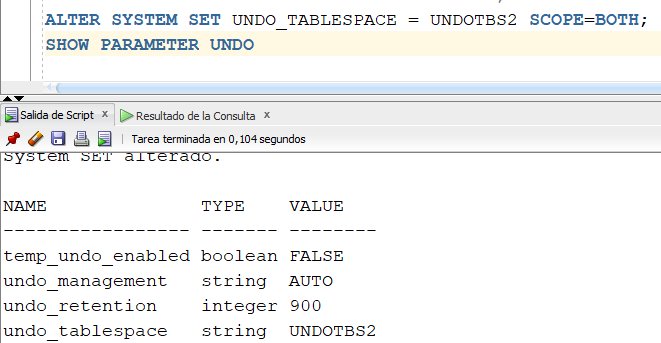 ALTER SYSTEM SET UNDO_TABLESPACE = UNDOTBS2 SCOPE=BOTH;
SHOW PARAMETER UNDO
Salida de Script x Resultado de la Consulta x
Tarea terminada en 0,104 segundos
System SET alterado.
NAME TYPE VALUE
----------------- ------- --------
temp_undo_enabled boolean FALSE
undo_management string AUTO
undo_retention integer 900
undo_tablespace string UNDOTBS2